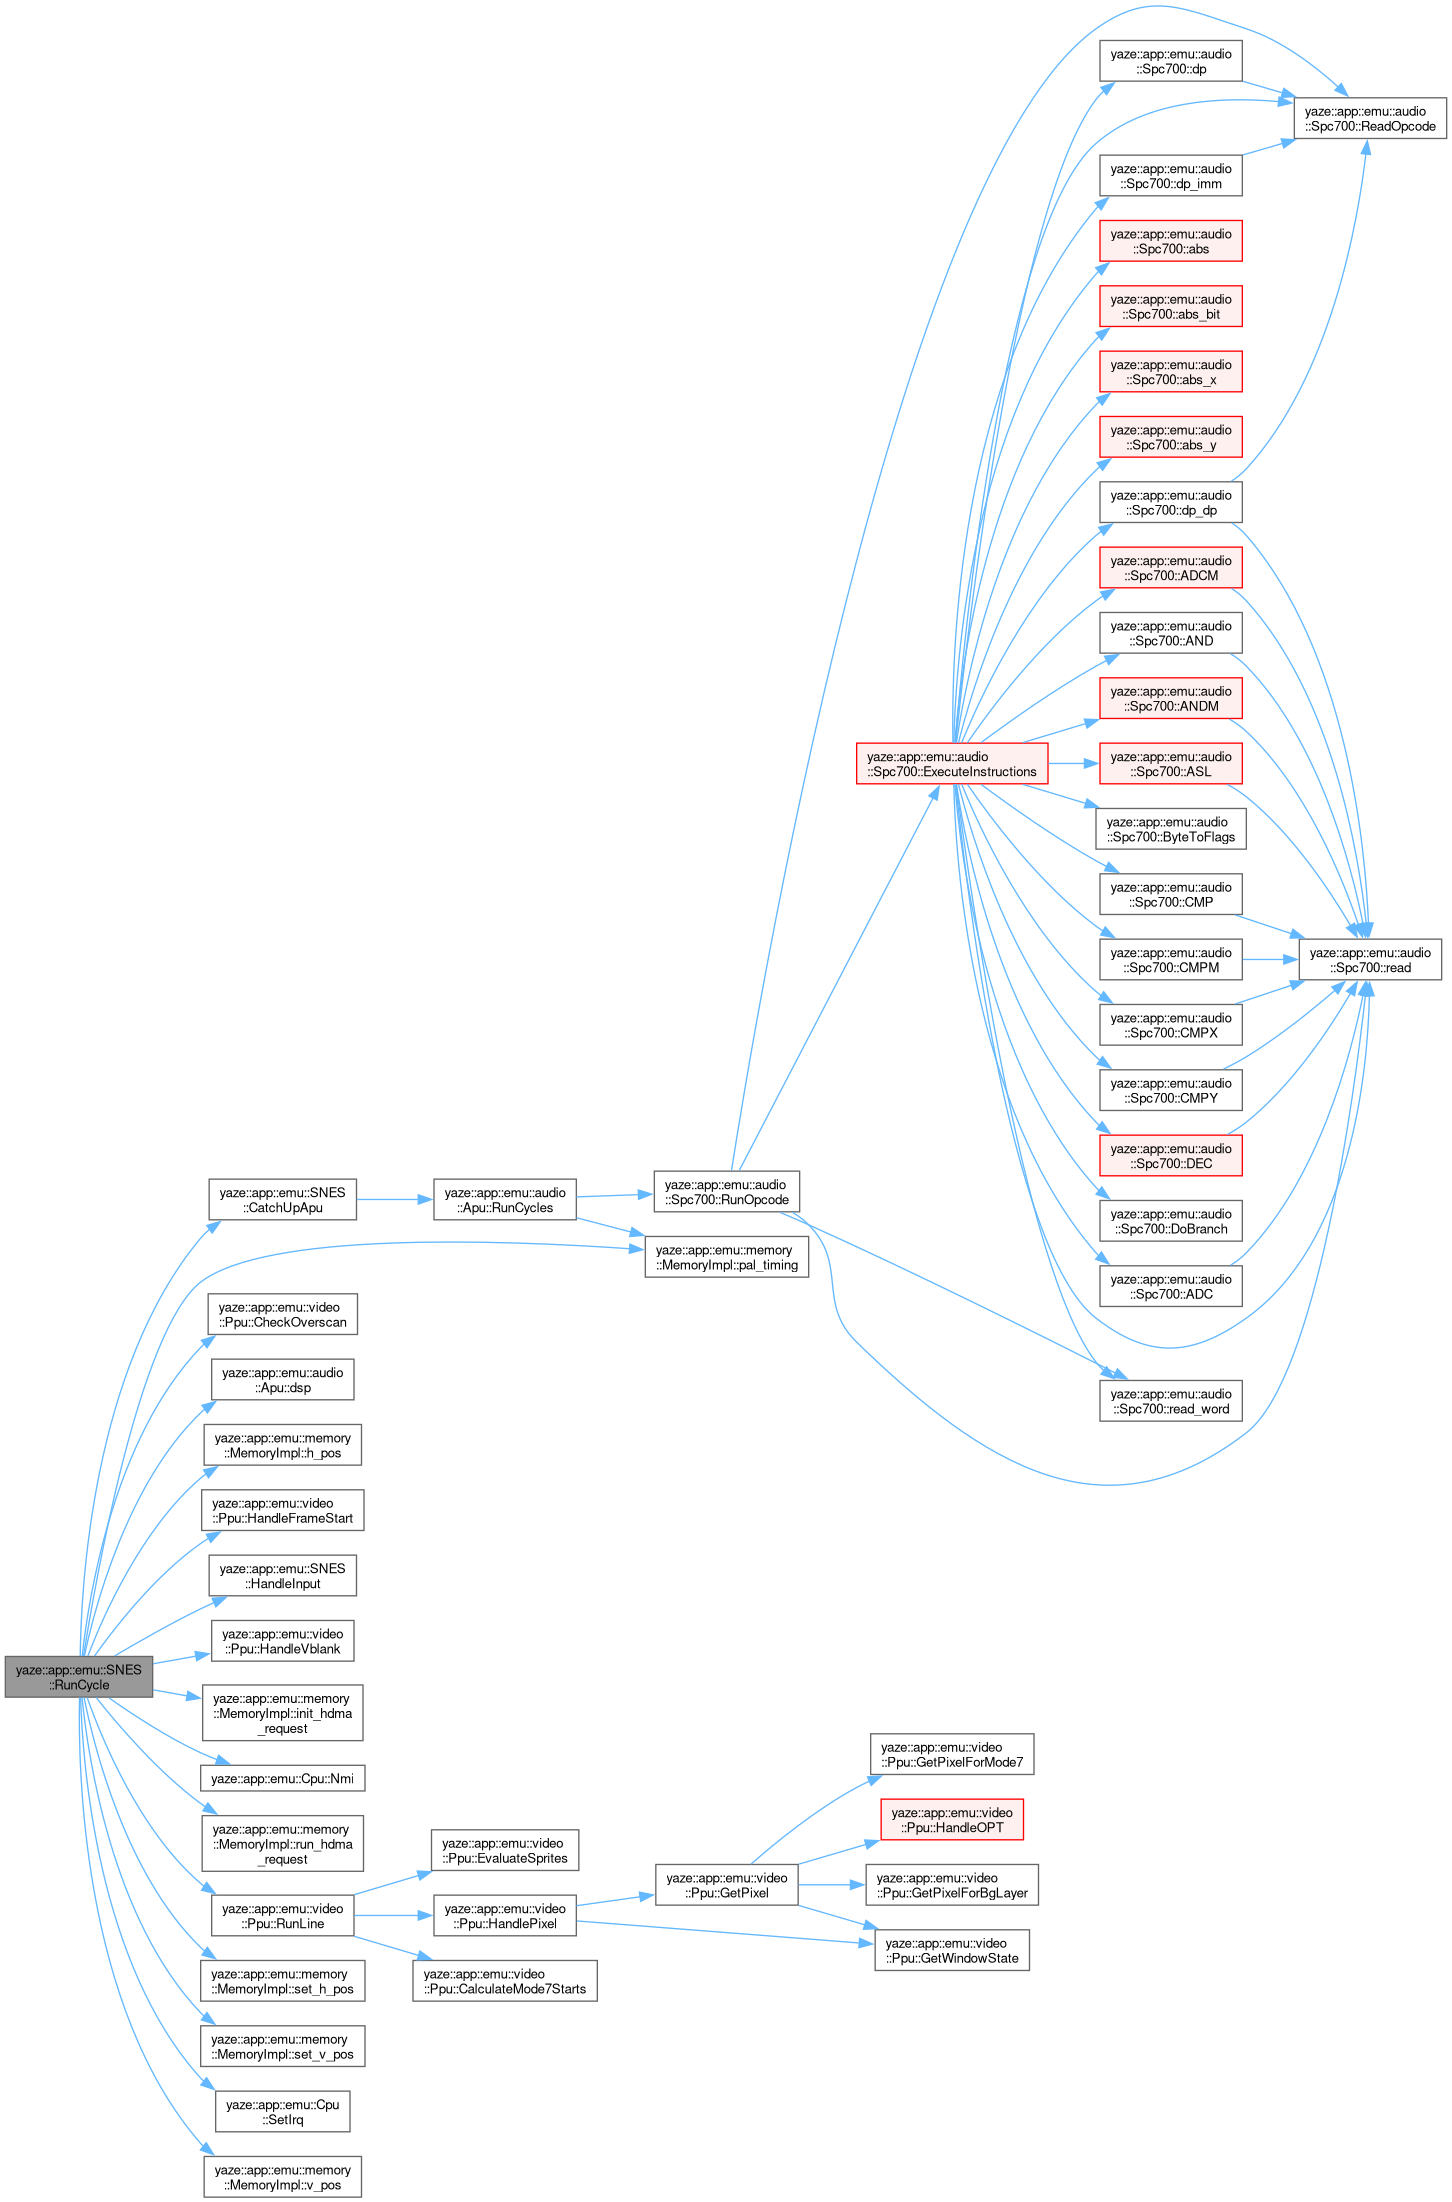 yaze::app::emu::SNES
::RunCycle
yaze::app::emu::SNES
::CatchUpApu
yaze::app::emu::audio
::Apu::RunCycles
yaze::app::emu::audio
::Spc700::RunOpcode
yaze::app::emu::memory
::MemoryImpl::pal_timing
yaze::app::emu::audio
::Spc700::ExecuteInstructions
yaze::app::emu::audio
::Spc700::dp
yaze::app::emu::audio
::Spc700::ReadOpcode
yaze::app::emu::audio
::Spc700::dp_imm
yaze::app::emu::audio
::Spc700::abs
yaze::app::emu::audio
::Spc700::abs_bit
yaze::app::emu::audio
::Spc700::abs_x
yaze::app::emu::audio
::Spc700::abs_y
yaze::app::emu::audio
::Spc700::dp_dp
yaze::app::emu::audio
::Spc700::ADCM
yaze::app::emu::audio
::Spc700::AND
yaze::app::emu::audio
::Spc700::ANDM
yaze::app::emu::audio
::Spc700::ASL
yaze::app::emu::audio
::Spc700::ByteToFlags
yaze::app::emu::audio
::Spc700::CMP
yaze::app::emu::audio
::Spc700::CMPM
yaze::app::emu::audio
::Spc700::read
yaze::app::emu::audio
::Spc700::CMPX
yaze::app::emu::audio
::Spc700::CMPY
yaze::app::emu::audio
::Spc700::DEC
yaze::app::emu::audio
::Spc700::DoBranch
yaze::app::emu::audio
::Spc700::ADC
yaze::app::emu::audio
::Spc700::read_word
yaze::app::emu::video
::Ppu::CheckOverscan
yaze::app::emu::audio
::Apu::dsp
yaze::app::emu::memory
::MemoryImpl::h_pos
yaze::app::emu::video
::Ppu::HandleFrameStart
yaze::app::emu::SNES
::HandleInput
yaze::app::emu::video
::Ppu::HandleVblank
yaze::app::emu::memory
::MemoryImpl::init_hdma
_request
yaze::app::emu::Cpu::Nmi
yaze::app::emu::memory
::MemoryImpl::run_hdma
_request
yaze::app::emu::video
::Ppu::RunLine
yaze::app::emu::video
::Ppu::EvaluateSprites
yaze::app::emu::video
::Ppu::HandlePixel
yaze::app::emu::video
::Ppu::CalculateMode7Starts
yaze::app::emu::video
::Ppu::GetPixel
yaze::app::emu::video
::Ppu::GetPixelForMode7
yaze::app::emu::video
::Ppu::HandleOPT
yaze::app::emu::video
::Ppu::GetPixelForBgLayer
yaze::app::emu::video
::Ppu::GetWindowState
yaze::app::emu::memory
::MemoryImpl::set_h_pos
yaze::app::emu::memory
::MemoryImpl::set_v_pos
yaze::app::emu::Cpu
::SetIrq
yaze::app::emu::memory
::MemoryImpl::v_pos